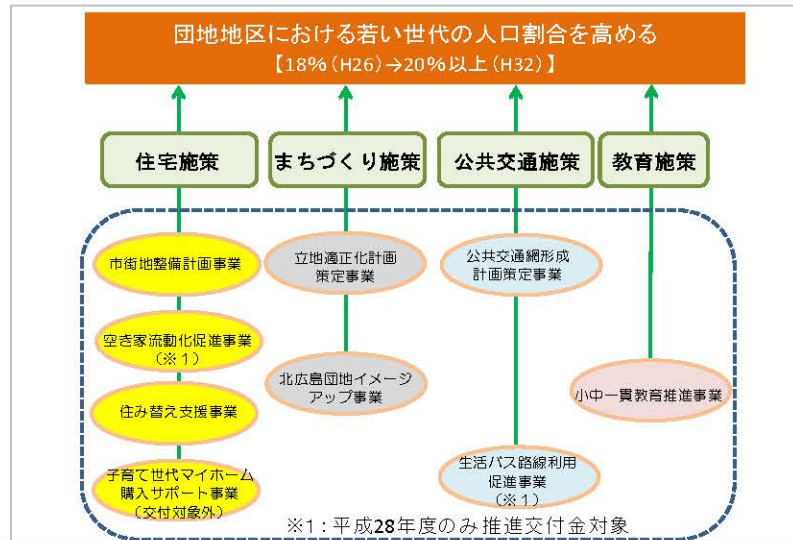 団地地区における若い世代の人口割合を高める
【18%(H26)→20%以上(H32)】
住宅施策
まちづくり施策
公共交通施策
教育施策
市街地整備計画事業
立地適正化計画
策定事業
公共交通網形成
計画策定事業
空き家流動化促進事業
(※1)
北広島団地イメージ
アップ事業
小中一貫教育推進事業
住み替え支援事業
子育て世代マイホーム
購入サポート事業
(交付対象外)
生活バス路線利用
促進事業
(※1)
※1:平成28年度のみ推進交付金対象